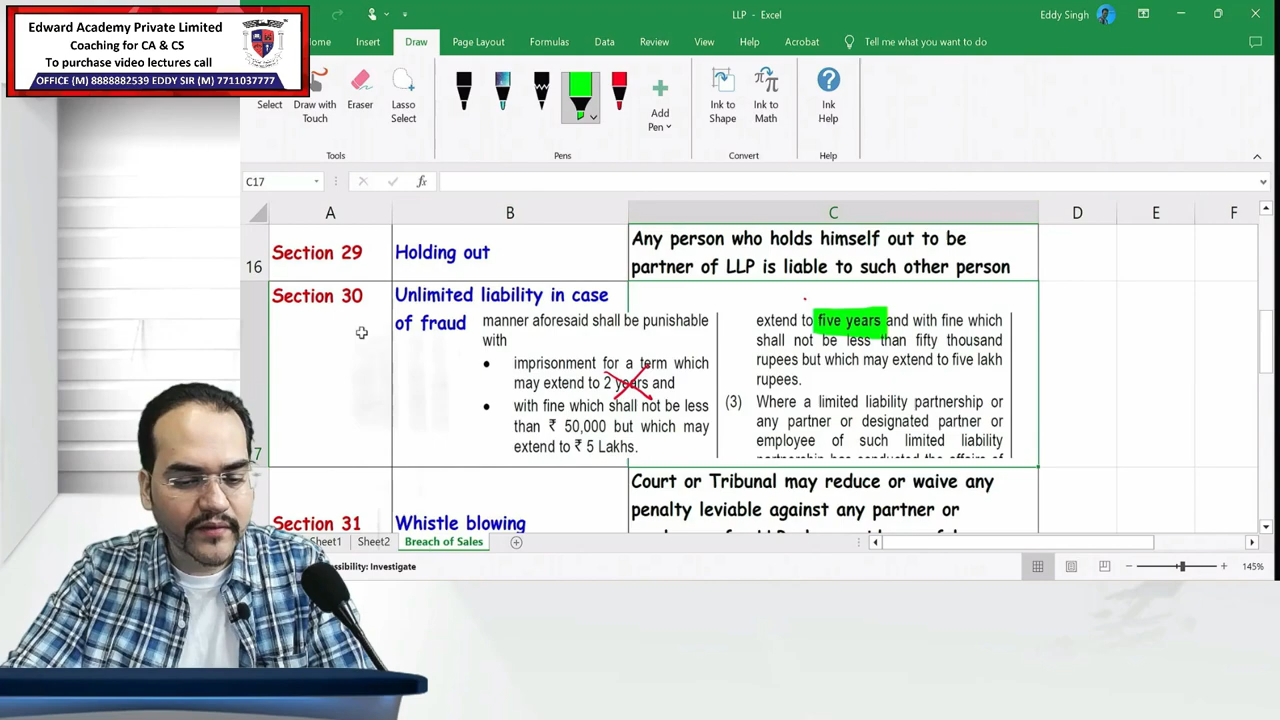 Edward Academy Private Limited
Coaching for CA & CS
To purchase video lectures call
OFFICE (M) 8888882539 EDDY SIR (M) 7711037777
LLP - Excel
Eddy Singh
Home Insert Draw Page Layout Formulas Data Review View Help Acrobat Tell me what you want to do
Select
Draw with
Touch
Eraser
Lasso
Select
Add
Pen
Ink to
Shape
Ink to
Math
Ink
Help
Tools Pens Convert Help
C17 fx
A B C D E F
16 Section 29 Holding out
Any person who holds himself out to be
partner of LLP is liable to such other person
Section 30
Unlimited liability in case
of fraud
manner aforesaid shall be punishable
with
• imprisonment for a term which
may extend to 2 years and
• with fine which shall not be less
than ₹ 50,000 but which may
extend to ₹ 5 Lakhs.
extend to five years and with fine which
shall not be less than fifty thousand
rupees but which may extend to five lakh
rupees.
(3) Where a limited liability partnership or
any partner or designated partner or
employee of such limited liability
Section 31 Whistle blowing
Court or Tribunal may reduce or waive any
penalty leviable against any partner or
Sheet1 Sheet2 Breach of Sales
Investigate
145%